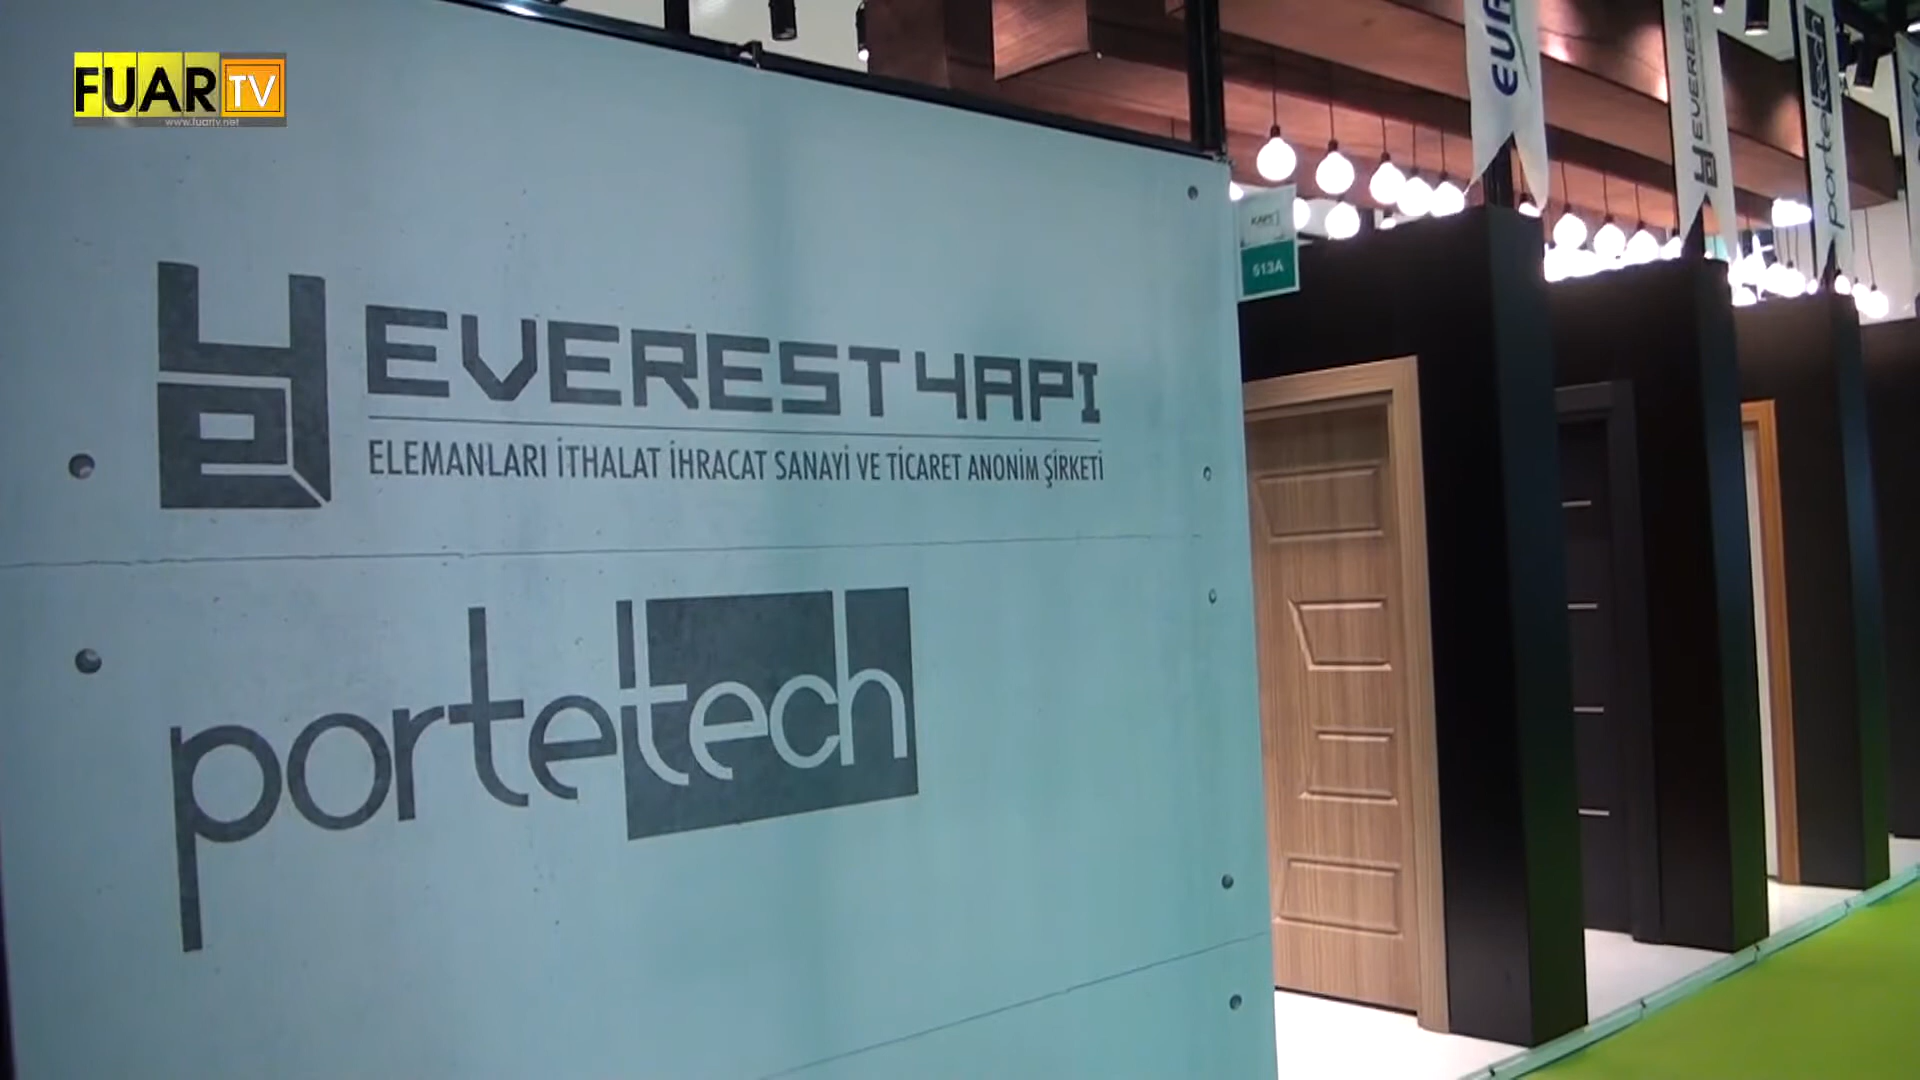 FUAR TV
www.fuartv.net
EVEREST YAPI
ELEMANLARI İTHALAT İHRACAT SANAYİ VE TİCARET ANONİM ŞİRKETİ
portetech
KAPI
513A
EVEREST
portetech